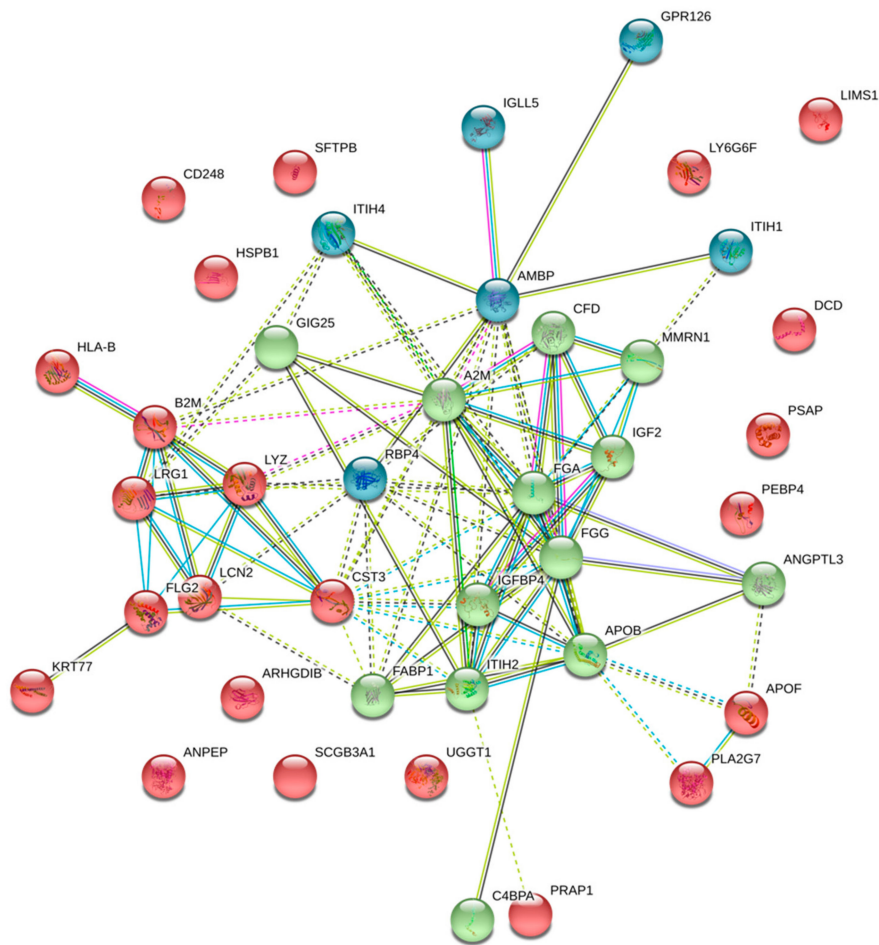 GPR126
LIMS1
IGLL5
LY6G6F
SFTPB
CD248
ITIH4
ITIH1
HSPB1
AMBP
DCD
CFD
GIG25
MMRN1
HLA-B
A2M
B2M
PSAP
IGF2
LYZ
RBP4
LRG1
FGA
PEBP4
FGG
ANGPTL3
LCN2
CST3
IGFBP4
FLG2
APOB
KRT77
ARHGDIB
FABP1
ITIH2
APOF
ANPEP
SCGB3A1
UGGT1
PLA2G7
C4BPA
PRAP1